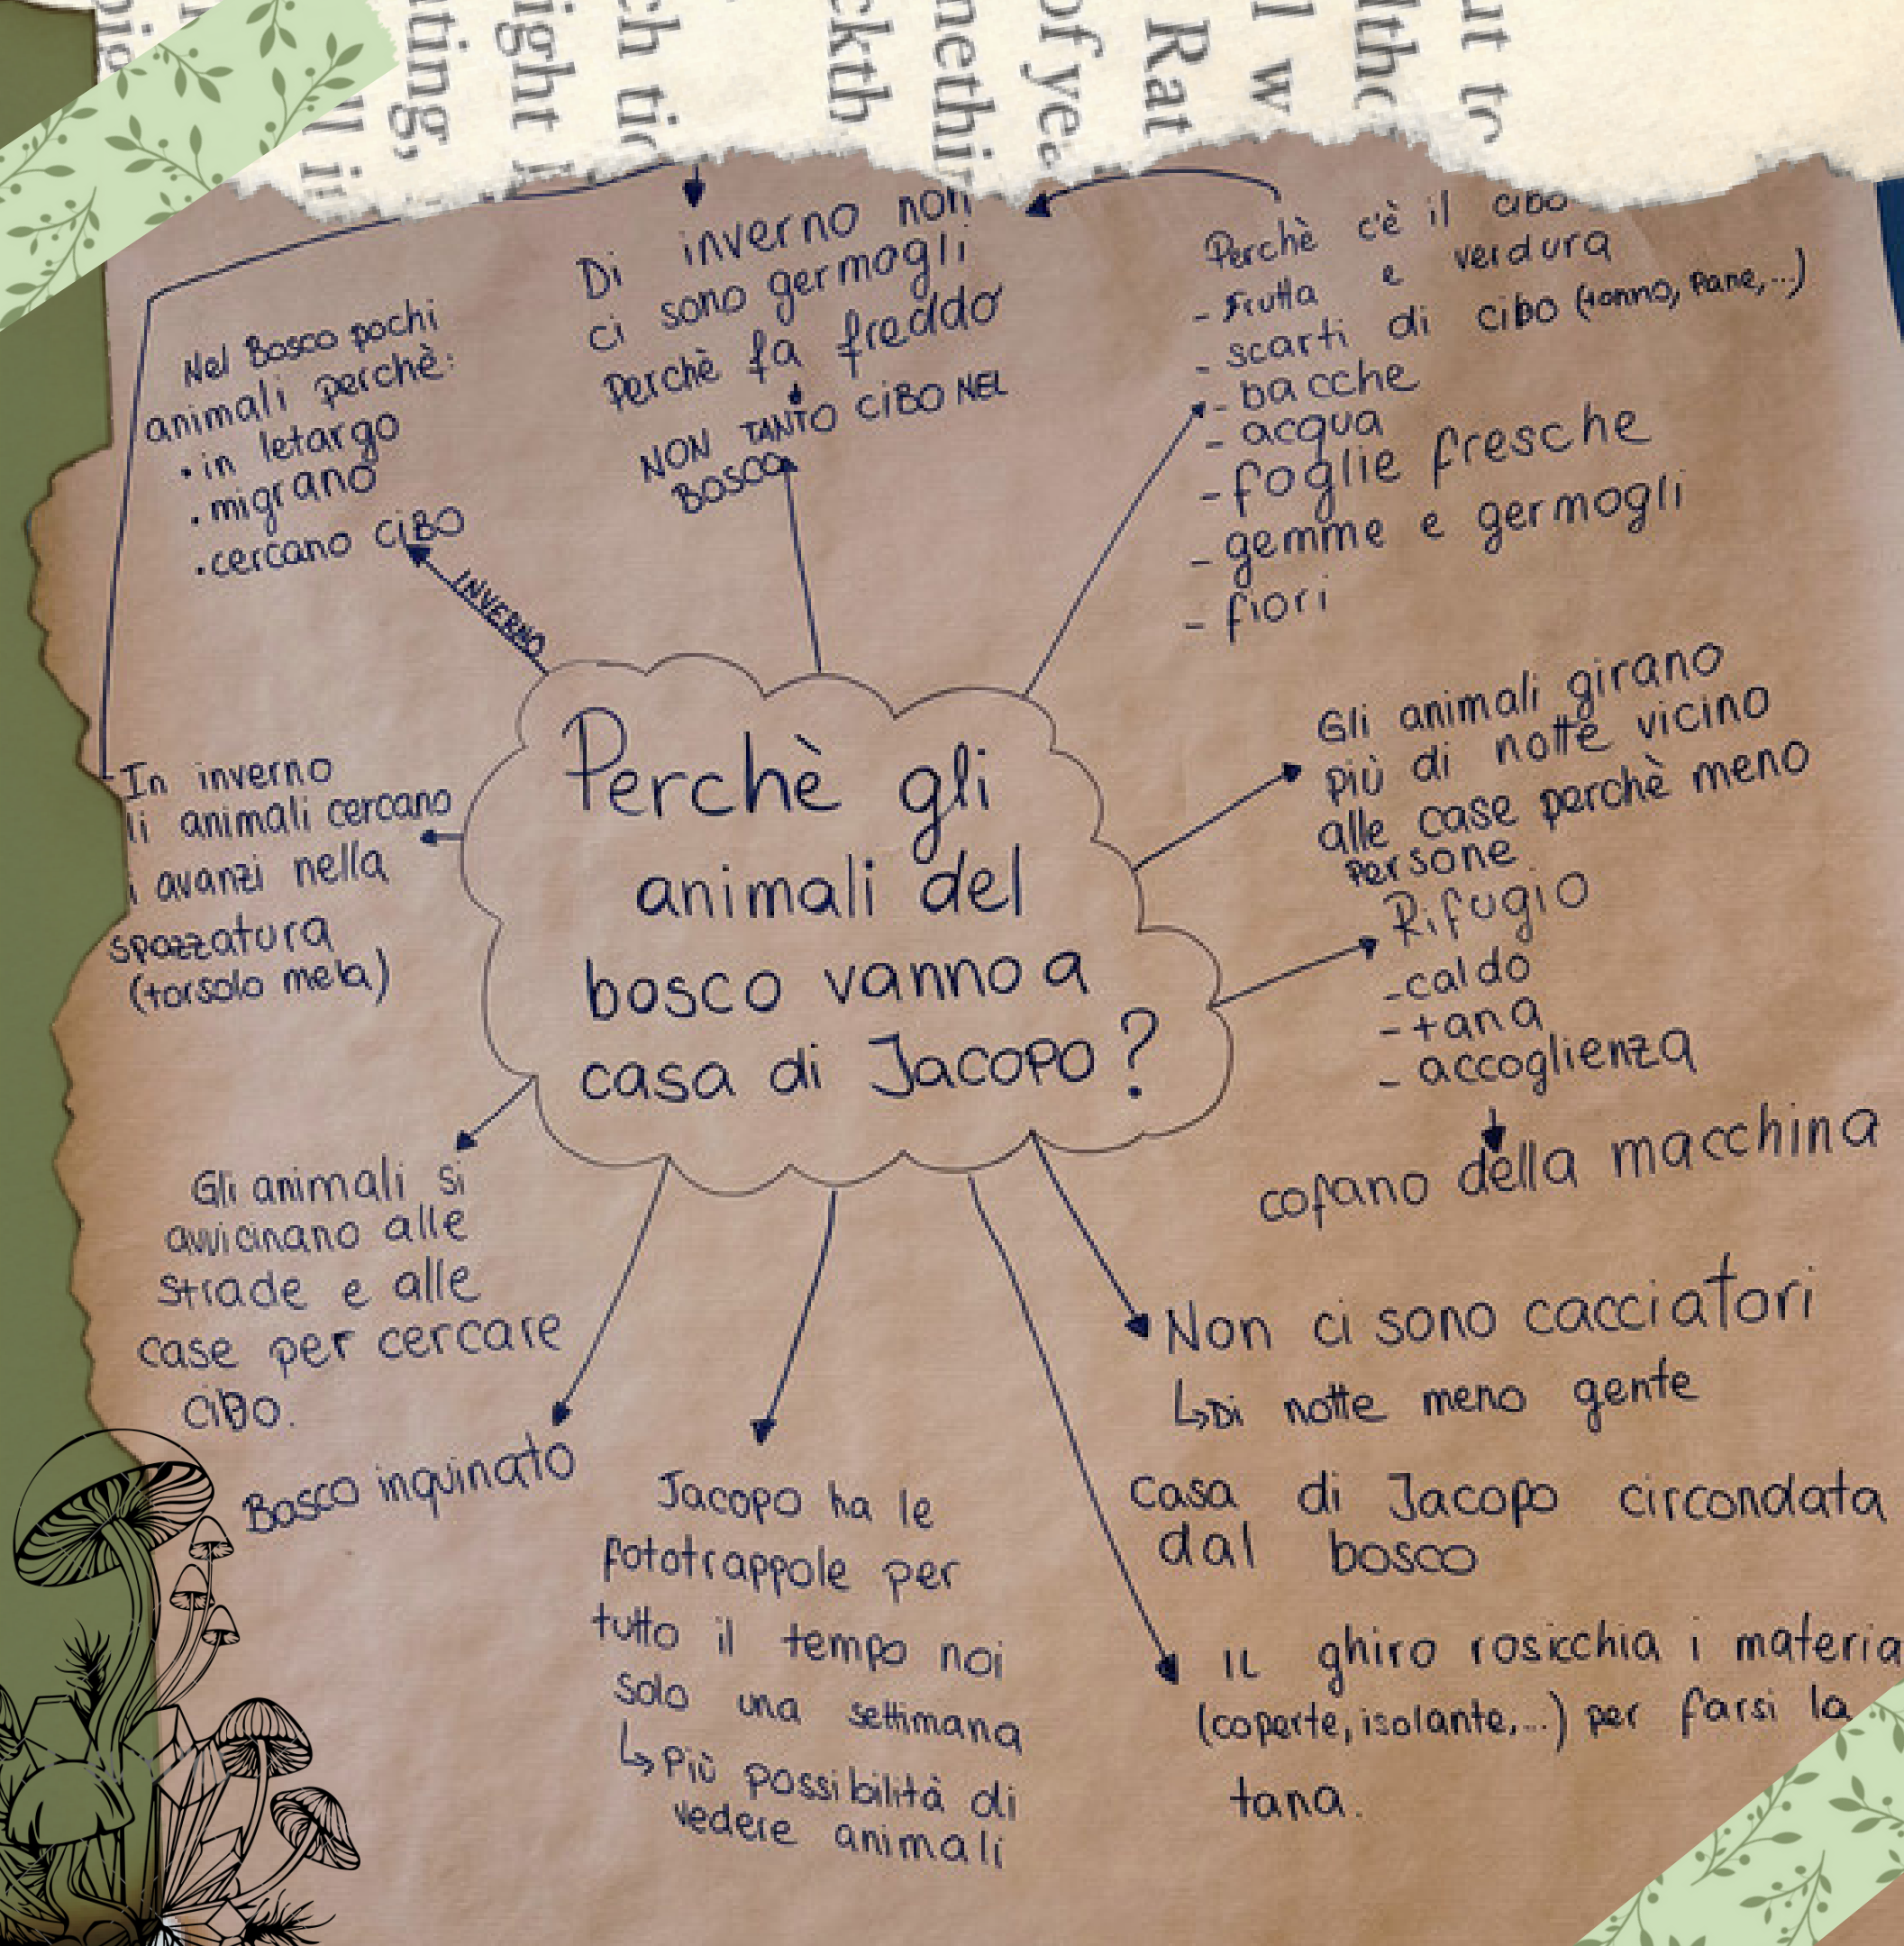 ight
ckth
of ye
Rat
l w
Perchè gli
animali del
bosco vanno a
casa di Jacopo?
INVERNO
Nel Bosco pochi
animali perchè:
• in letargo
• migrano
• cercano CIBO
Di inverno non
ci sono germogli
Perchè fa freddo
NON TANTO CIBO NEL
BOSCO
Perchè c'è il cibo
- Frutta e verdura
- scarti di cibo (tonno, pane,...)
- bacche
- acqua
- foglie fresche
- gemme e germogli
- fiori
Gli animali girano
più di notte vicino
alle case perchè meno
persone
Rifugio
- caldo
- tana
- accoglienza
cofano della macchina
Non ci sono cacciatori
↳ Di notte meno gente
Casa di Jacopo circondata
dal bosco
IL ghiro rosicchia i materia
(coperte, isolante,...) per farsi la
tana.
Jacopo ha le
fototrappole per
tutto il tempo noi
solo una settimana
↳ Più possibilità di
vedere animali
Bosco inquinato
Gli animali si
avvicinano alle
strade e alle
case per cercare
CIBO.
In inverno
li animali cercano
i avanzi nella
spazzatura
(torsolo mela)